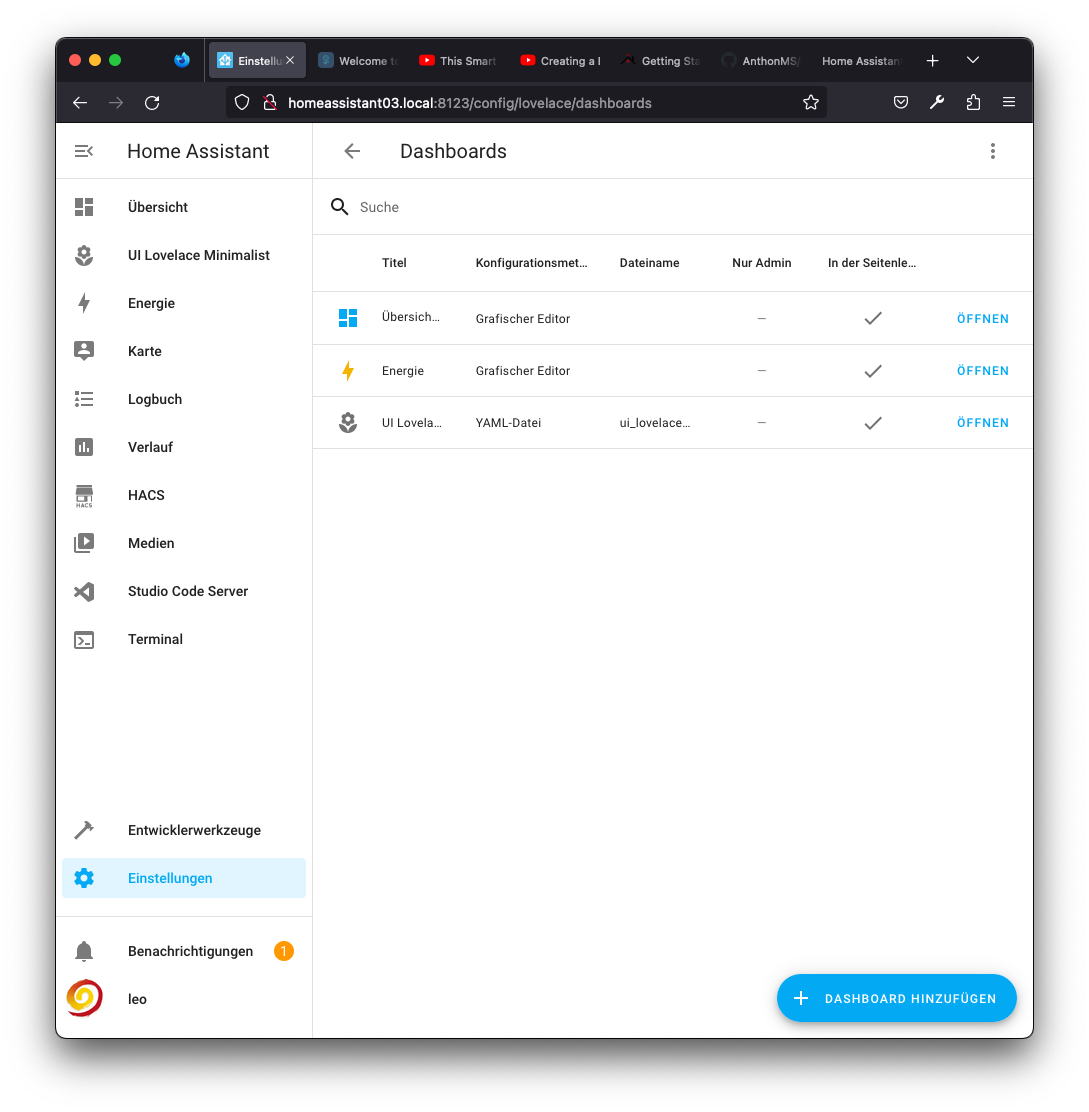 Einstellu
Welcome to
This Smart
Creating a
Getting Sta
AnthonMS/
Home Assistan
homeassistant03.local:8123/config/lovelace/dashboards
Home Assistant
Dashboards
Übersicht
UI Lovelace Minimalist
Energie
Karte
Logbuch
Verlauf
HACS
HACS
Medien
Studio Code Server
Terminal
Entwicklerwerkzeuge
Einstellungen
Benachrichtigungen 1
leo
Suche
Titel Konfigurationsmet... Dateiname Nur Admin In der Seitenle...
Übersich... Grafischer Editor – ÖFFNEN
Energie Grafischer Editor – ÖFFNEN
UI Lovela... YAML-Datei ui_lovelace... – ÖFFNEN
DASHBOARD HINZUFÜGEN